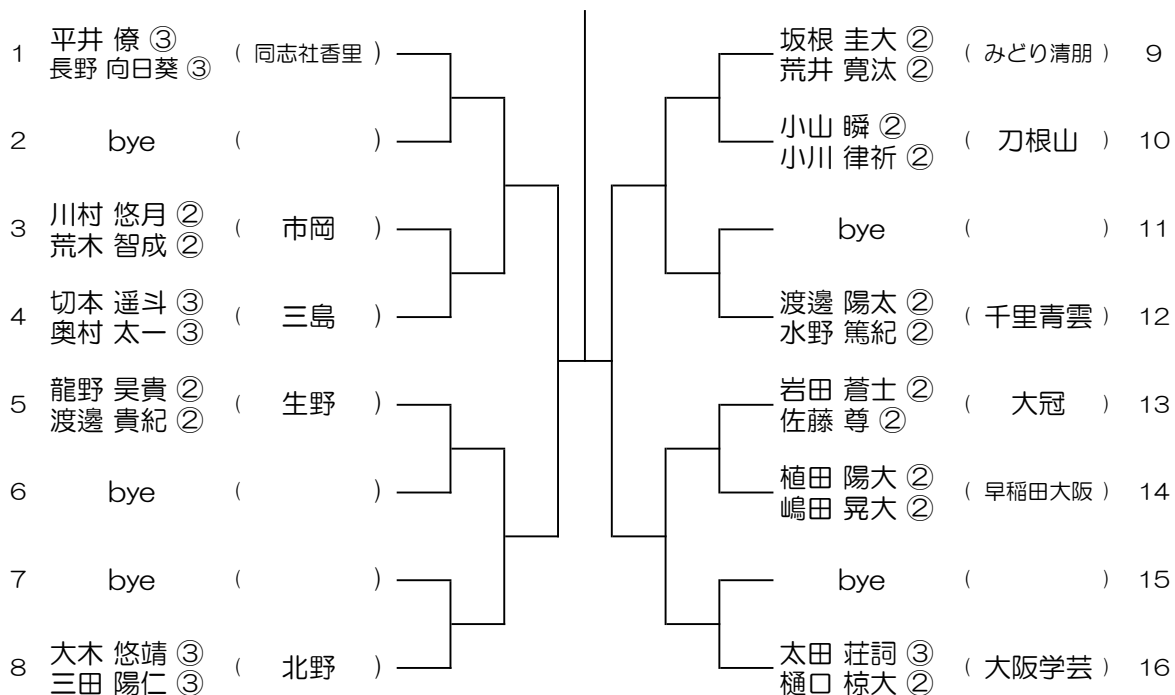 1 平井 僚 ③ ( 同志社香里 )
長野 向日葵 ③
2 bye ( )
3 川村 悠月 ② ( 市岡 )
荒木 智成 ②
4 切本 遥斗 ③ ( 三島 )
奥村 太一 ③
5 龍野 昊貴 ② ( 生野 )
渡邊 貴紀 ②
6 bye ( )
7 bye ( )
8 大木 悠靖 ③ ( 北野 )
三田 陽仁 ③
坂根 圭大 ② ( みどり清朋 ) 9
荒井 寛汰 ②
小山 瞬 ② ( 刀根山 ) 10
小川 律祈 ②
bye ( ) 11
渡邊 陽太 ② ( 千里青雲 ) 12
水野 篤紀 ②
岩田 蒼士 ② ( 大冠 ) 13
佐藤 尊 ②
植田 陽大 ② ( 早稲田大阪 ) 14
嶋田 晃大 ②
bye ( ) 15
太田 荘詞 ③ ( 大阪学芸 ) 16
樋口 椋大 ②